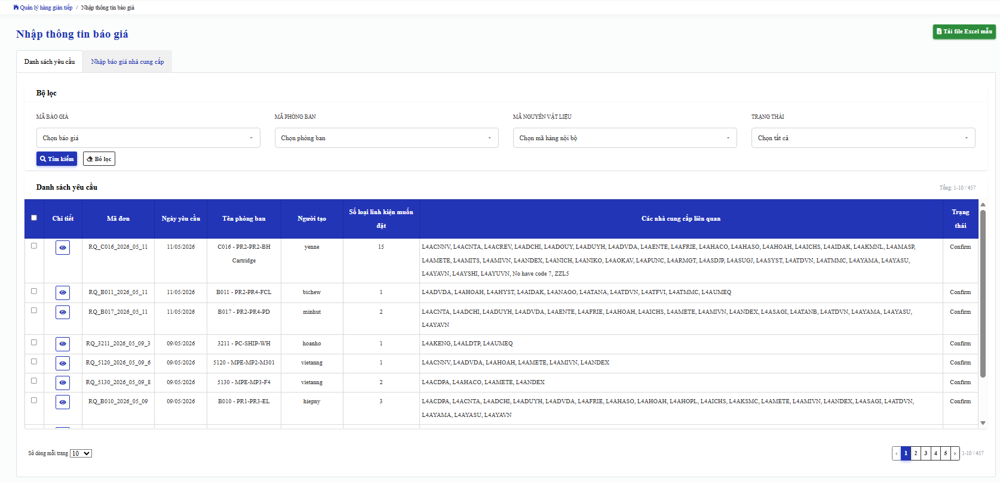 Quản lý hàng gián tiếp / Nhập thông tin báo giá
Nhập thông tin báo giá
Tải file Excel mẫu
Danh sách yêu cầu
Nhập báo giá nhà cung cấp
Bộ lọc
MÃ BÁO GIÁ
MÃ PHÒNG BAN
MÃ NGUYÊN VẬT LIỆU
TRẠNG THÁI
Chọn báo giá
Chọn phòng ban
Chọn mã hàng nội bộ
Chọn tất cả
Tìm kiếm
Bỏ lọc
Danh sách yêu cầu
Tổng: 1-10 / 457
Chi tiết
Mã đơn
Ngày yêu cầu
Tên phòng ban
Người tạo
Số loại linh kiện muốn
đặt
Các nhà cung cấp liên quan
Trạng
thái
RQ_C016_2026_05_11 11/05/2026 C016 - PR2-PR2-BH yenne 15 L4ACNNV, L4ACNTA, L4ACREV, L4ADCHI, L4ADOUY, L4ADUYH, L4ADVDA, L4AENTE, L4AFRIE, L4AHACO, L4AHASO, L4AHOAH, L4AICHS, L4AIDAK, L4AKMNL, L4AMASP, Confirm
Cartridge L4AMETE, L4AMITS, L4AMIVN, L4ANDEX, L4ANICH, L4ANIKO, L4AOKAV, L4APUNC, L4ARMGT, L4ASDJP, L4ASUGJ, L4ASYST, L4ATDVN, L4ATMMC, L4AYAMA, L4AYASU,
L4AYAVN, L4AYSHI, L4AYUVN, No have code 7, ZZL5
RQ_B011_2026_05_11 11/05/2026 B011 - PR2-PR4-FCL bichew 1 L4ADVDA, L4AHOAH, L4AHYST, L4AIDAK, L4ANAGO, L4ATANA, L4ATDVN, L4ATFVI, L4ATMMC, L4AUMEQ Confirm
RQ_B017_2026_05_11 11/05/2026 B017 - PR2-PR4-PD minhut 2 L4ACNTA, L4ADCHI, L4ADUYH, L4ADVDA, L4AENTE, L4AFRIE, L4AHOAH, L4AICHS, L4AMETE, L4AMIVN, L4ANDEX, L4ASAGI, L4ATANB, L4ATDVN, L4AYAMA, L4AYASU, Confirm
L4AYAVN
RQ_3211_2026_05_09_3 09/05/2026 3211 - PC-SHIP-WH hoanho 1 L4AKENG, L4ALDTP, L4AUMEQ Confirm
RQ_5120_2026_05_09_6 09/05/2026 5120 - MPE-MP2-M301 vietanng 1 L4ACNNV, L4ADVDA, L4AHOAH, L4AMETE, L4AMIVN, L4ANDEX Confirm
RQ_5130_2026_05_09_8 09/05/2026 5130 - MPE-MP3-F4 vietanng 2 L4ACDPA, L4AHACO, L4AMETE, L4ANDEX Confirm
RQ_B010_2026_05_09 09/05/2026 B010 - PR1-PR3-EL hiepny 3 L4ACDPA, L4ACNTA, L4ADCHI, L4ADUYH, L4ADVDA, L4AFRIE, L4AHASO, L4AHOAH, L4AHOPL, L4AICHS, L4AKSMC, L4AMETE, L4AMIVN, L4ANDEX, L4ASAGI, L4ATDVN, Confirm
L4AYAMA, L4AYASU, L4AYAVN
Số dòng mỗi trang 10
‹ 1 2 3 4 5 › 1-10 / 457